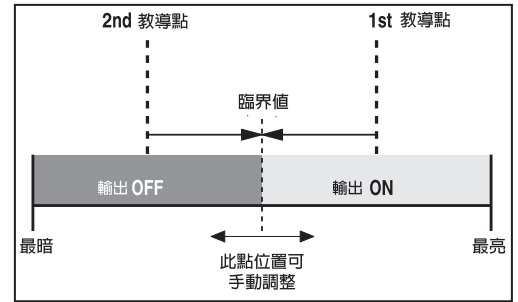 2nd 教導點
1st 教導點
臨界值
輸出 OFF
輸出 ON
最暗
最亮
此點位置可
手動調整